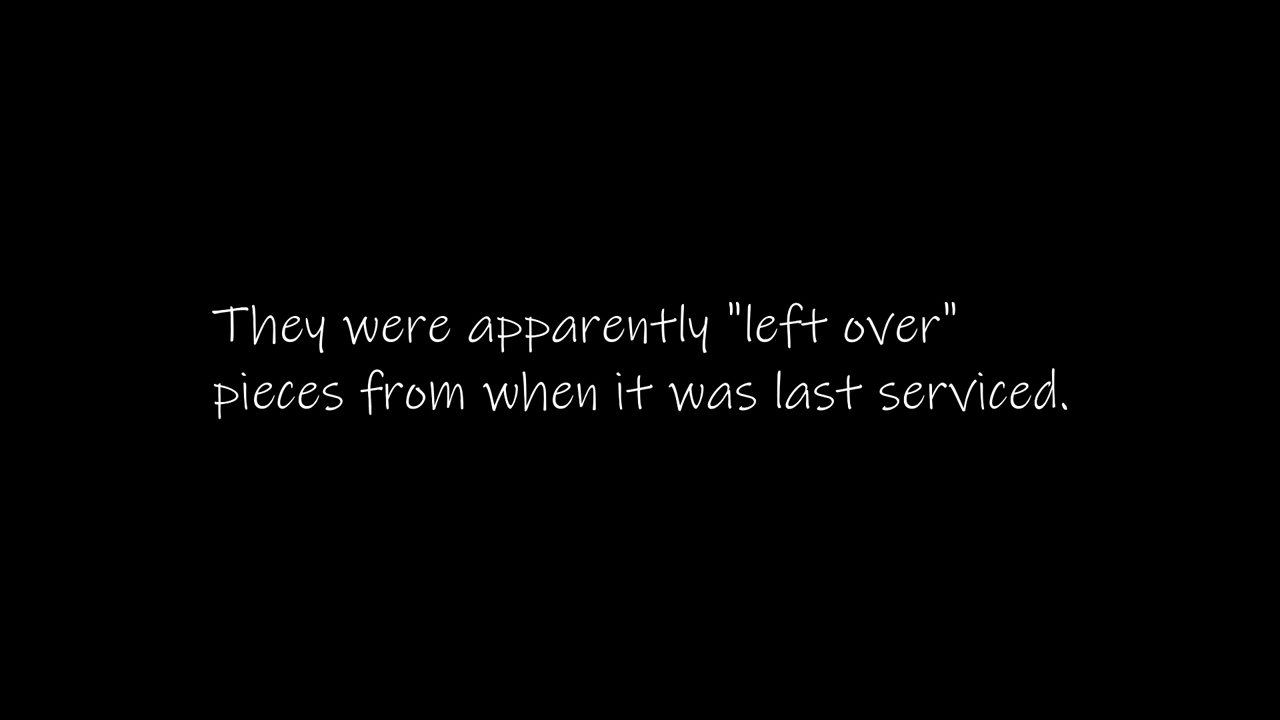 They were apparently "left over"
pieces from when it was last serviced.